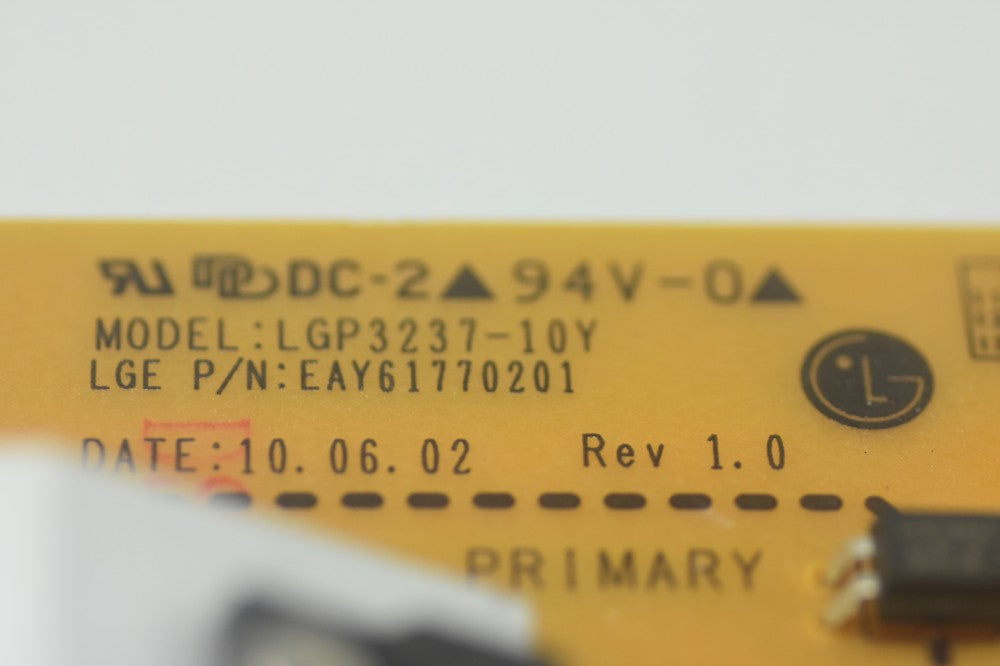 DC-2▲94V-0▲
MODEL:LGP3237-10Y
LGE P/N:EAY61770201
DATE:10.06.02 Rev 1.0
LG
PRIMARY